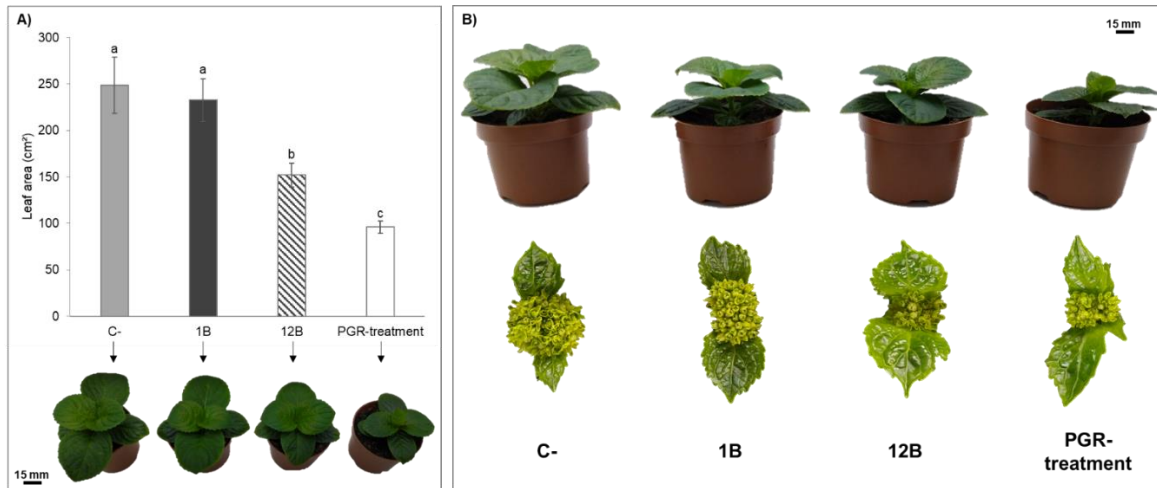 A)
300
250
200
150
100
50
0
Leaf area (cm²)
a
a
b
c
C-
1B
12B
PGR-treatment
15 mm
B)
15 mm
C-
1B
12B
PGR-
treatment